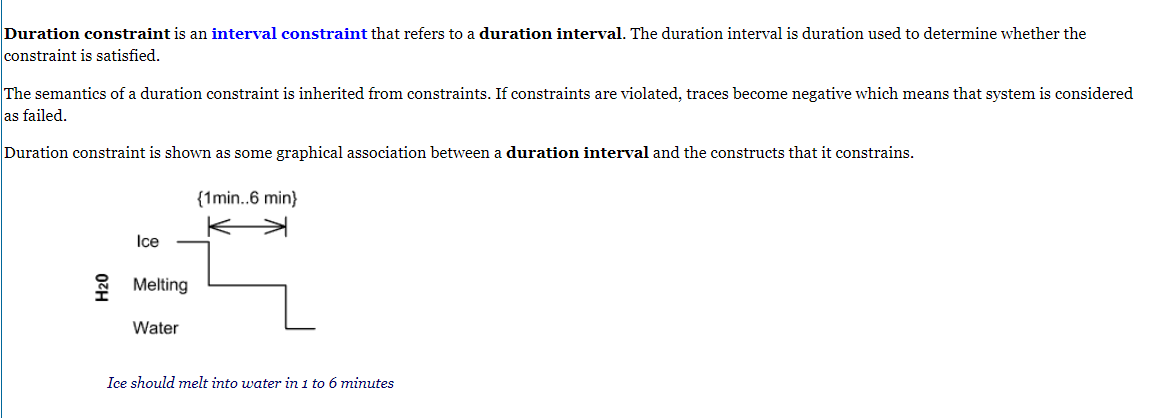 Duration constraint is an interval constraint that refers to a duration interval. The duration interval is duration used to determine whether the
constraint is satisfied.
The semantics of a duration constraint is inherited from constraints. If constraints are violated, traces become negative which means that system is considered
as failed.
Duration constraint is shown as some graphical association between a duration interval and the constructs that it constrains.
{1min..6 min}
Ice
H20
Melting
Water
Ice should melt into water in 1 to 6 minutes